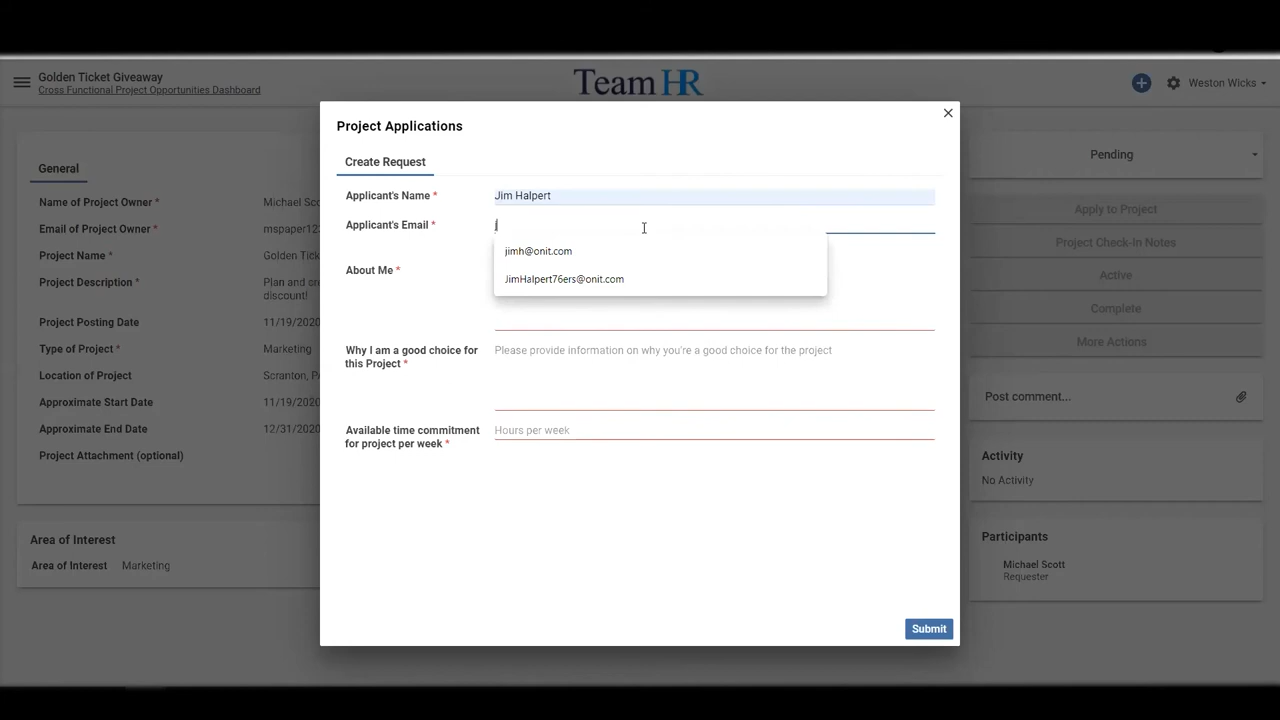 Golden Ticket Giveaway
Cross Functional Project Opportunities Dashboard
Team HR
Weston Wicks
General
Name of Project Owner *
Michael Sco
Email of Project Owner *
mspaper12
Project Name *
Golden Ticke
Project Description *
Plan and cre
discount!
Project Posting Date
11/19/2020
Type of Project *
Marketing
Location of Project
Scranton, PA
Approximate Start Date
11/19/2020
Approximate End Date
12/31/2020
Project Attachment (optional)
Area of Interest
Area of Interest Marketing
Project Applications
Create Request
Applicant's Name *
Jim Halpert
Applicant's Email *
j
jimh@onit.com
JimHalpert76ers@onit.com
About Me *
Why I am a good choice for
this Project *
Please provide information on why you're a good choice for the project
Available time commitment
for project per week *
Hours per week
Submit
Pending
Apply to Project
Project Check-In Notes
Active
Complete
More Actions
Post comment...
Activity
No Activity
Participants
Michael Scott
Requester